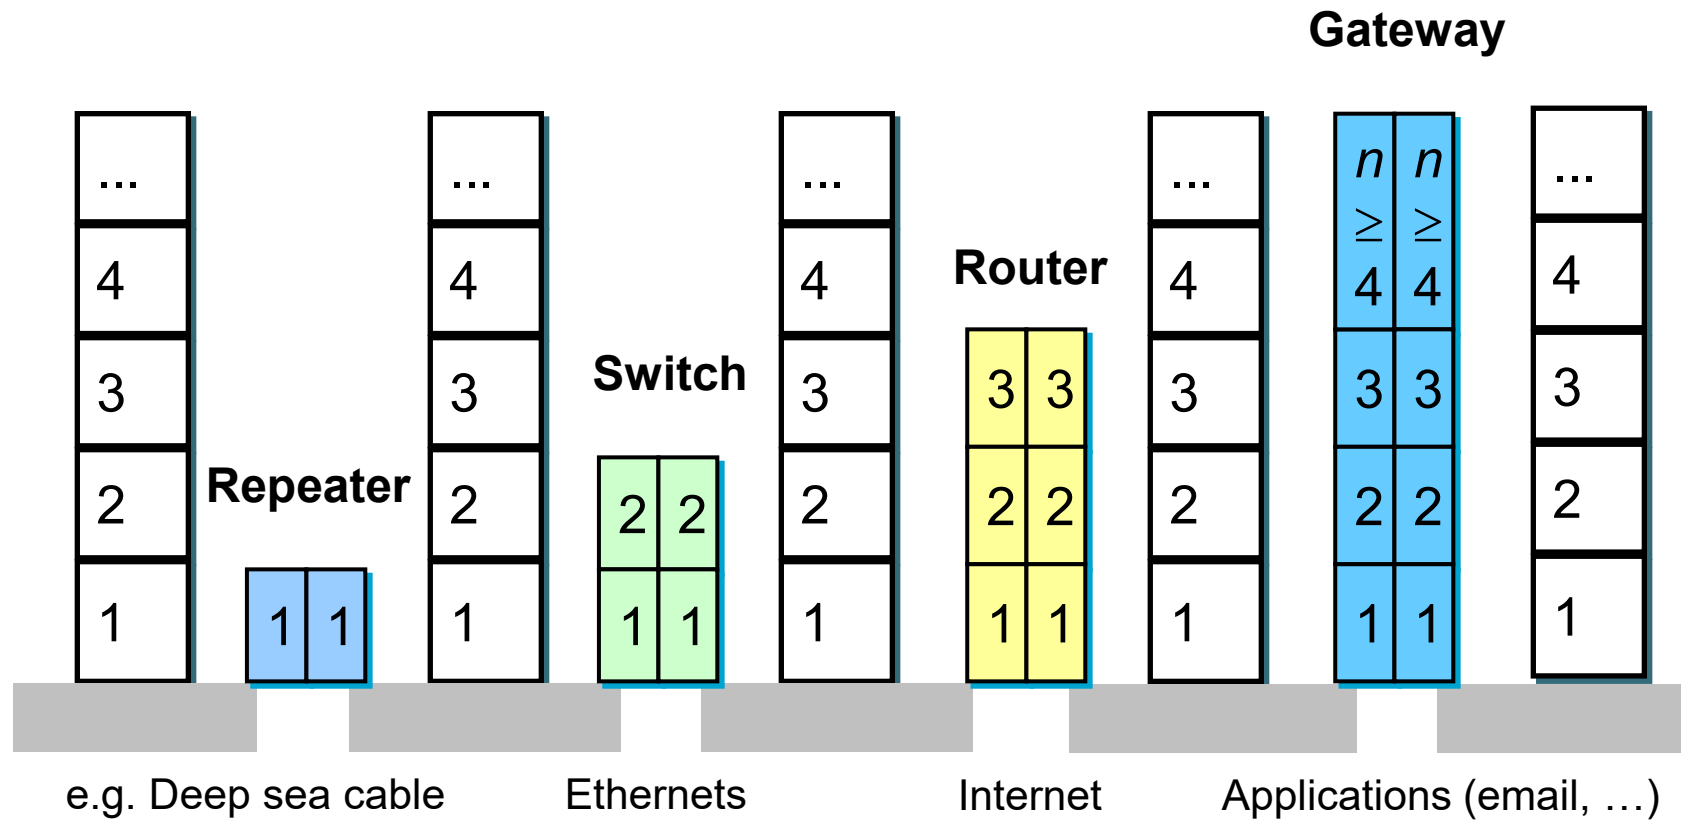 Gateway
... ... ... ... ...
n n
≥ ≥
4 4
4 4 4 4 4
Router
3 3 3 3 3
3 3
3 3
Switch
2 2 2 2 2
2 2
2 2
2 2
Repeater
1 1 1 1 1
1 1
1 1
1 1
1 1
e.g. Deep sea cable
Ethernets
Internet
Applications (email, …)